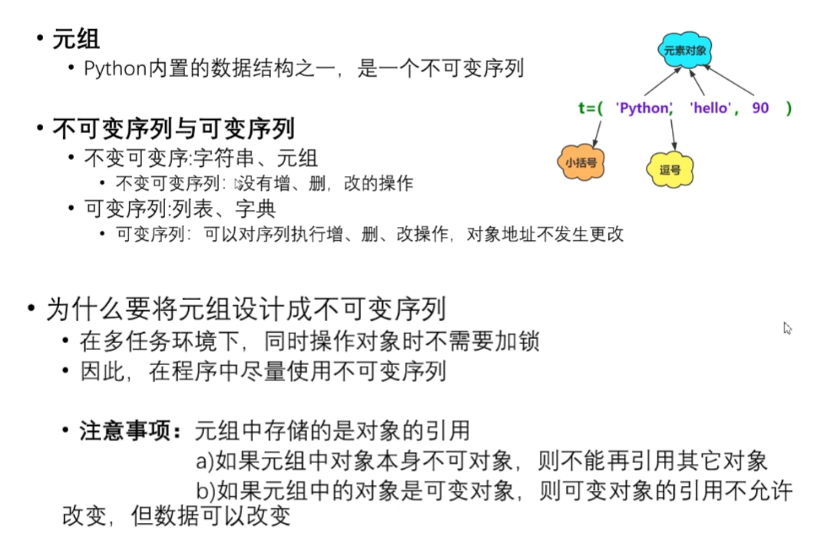 • 元组
• Python内置的数据结构之一，是一个不可变序列
元素对象
t=( 'Python', 'hello', 90 )
小括号
逗号
• 不可变序列与可变序列
• 不变可变序:字符串、元组
• 不变可变序列：没有增、删，改的操作
• 可变序列:列表、字典
• 可变序列：可以对序列执行增、删、改操作，对象地址不发生更改
• 为什么要将元组设计成不可变序列
• 在多任务环境下，同时操作对象时不需要加锁
• 因此，在程序中尽量使用不可变序列
• 注意事项：元组中存储的是对象的引用
a)如果元组中对象本身不可对象，则不能再引用其它对象
b)如果元组中的对象是可变对象，则可变对象的引用不允许
改变，但数据可以改变